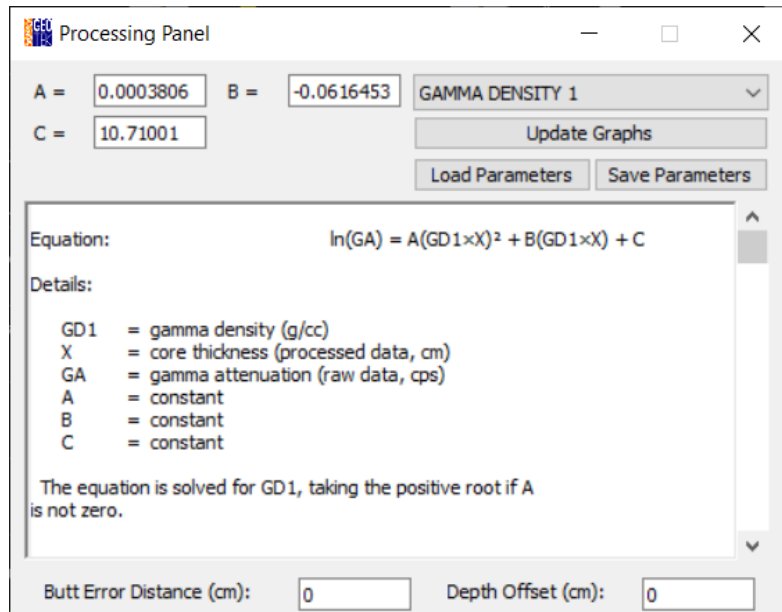 GEO
TEK
Processing Panel
A = 0.0003806 B = -0.0616453 GAMMA DENSITY 1
C = 10.71001 Update Graphs
Load Parameters Save Parameters
Equation: ln(GA) = A(GD1×X)² + B(GD1×X) + C
Details:
GD1 = gamma density (g/cc)
X = core thickness (processed data, cm)
GA = gamma attenuation (raw data, cps)
A = constant
B = constant
C = constant
The equation is solved for GD1, taking the positive root if A
is not zero.
Butt Error Distance (cm): 0 Depth Offset (cm): 0